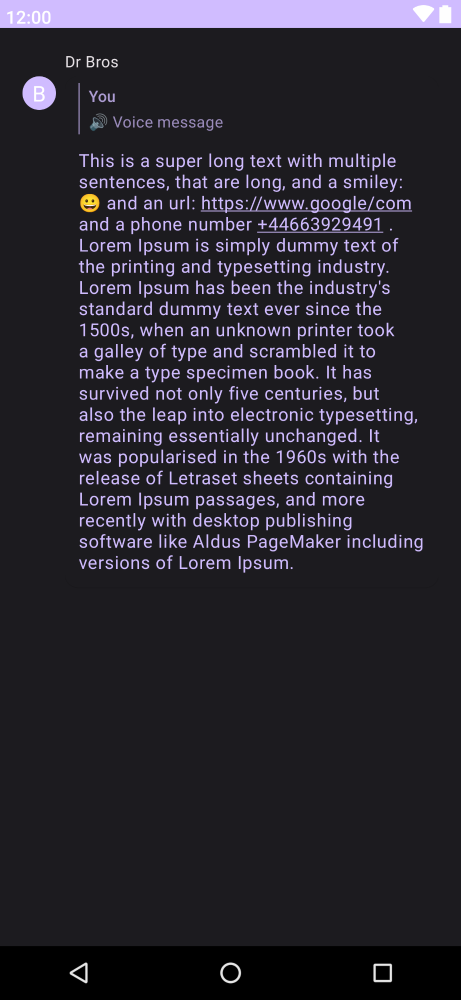 12:00
Dr Bros
B
You
🔊 Voice message
This is a super long text with multiple
sentences, that are long, and a smiley:
😀 and an url: https://www.google/com
and a phone number +44663929491 .
Lorem Ipsum is simply dummy text of
the printing and typesetting industry.
Lorem Ipsum has been the industry's
standard dummy text ever since the
1500s, when an unknown printer took
a galley of type and scrambled it to
make a type specimen book. It has
survived not only five centuries, but
also the leap into electronic typesetting,
remaining essentially unchanged. It
was popularised in the 1960s with the
release of Letraset sheets containing
Lorem Ipsum passages, and more
recently with desktop publishing
software like Aldus PageMaker including
versions of Lorem Ipsum.